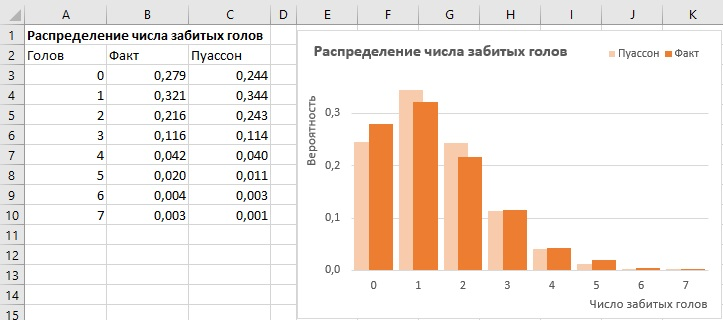 A B C D E F G H I J K
1 Распределение числа забитых голов
2 Голов Факт Пуассон
3 0 0,279 0,244
4 1 0,321 0,344
5 2 0,216 0,243
6 3 0,116 0,114
7 4 0,042 0,040
8 5 0,020 0,011
9 6 0,004 0,003
10 7 0,003 0,001
11
12
13
14
15
Распределение числа забитых голов
Пуассон Факт
Вероятность
0,3
0,2
0,1
0,0
0 1 2 3 4 5 6 7
Число забитых голов